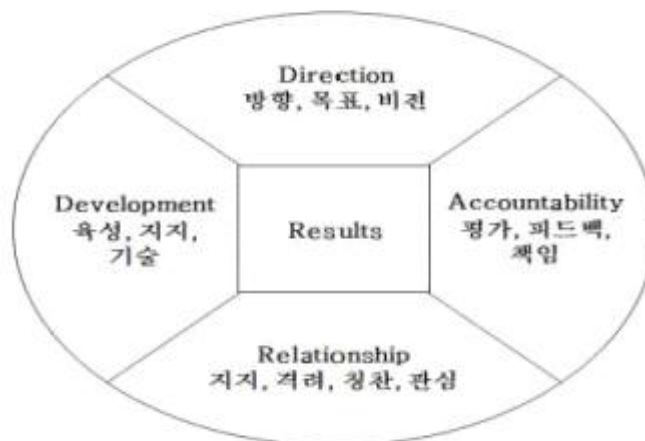 Direction
방향, 목표, 비전
Development
육성, 지지,
기술
Results
Accountability
평가, 피드백,
책임
Relationship
지지, 격려, 칭찬, 관심